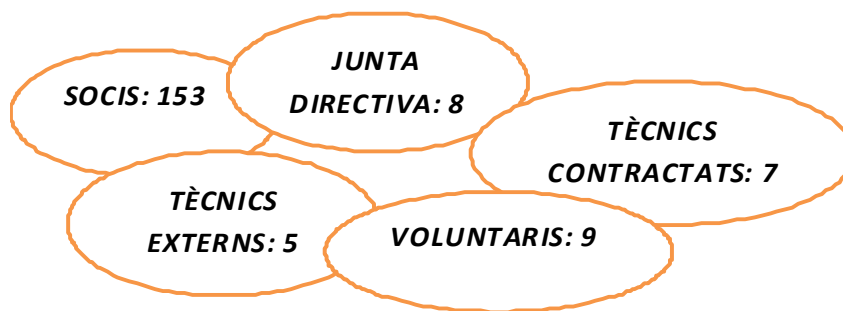 SOCIS: 153
JUNTA
DIRECTIVA: 8
TÈCNICS
CONTRACTATS: 7
TÈCNICS
EXTERNS: 5
VOLUNTARIS: 9